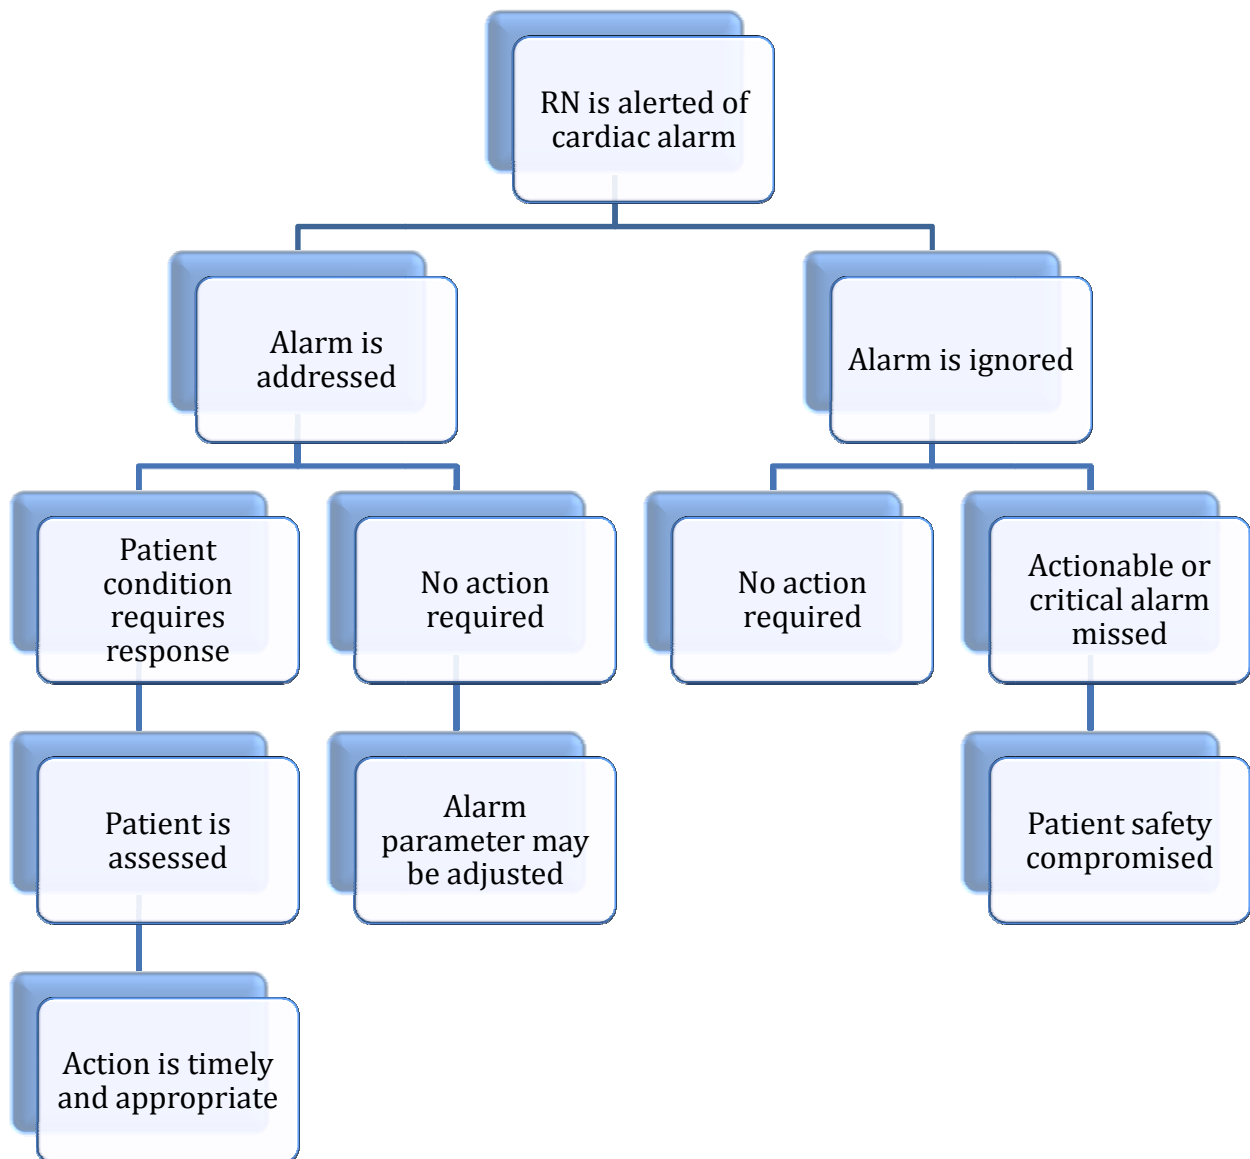 RN is alerted of
cardiac alarm
Alarm is
addressed
Alarm is ignored
Patient
condition
requires
response
No action
required
No action
required
Actionable or
critical alarm
missed
Patient is
assessed
Alarm
parameter may
be adjusted
Patient safety
compromised
Action is timely
and appropriate